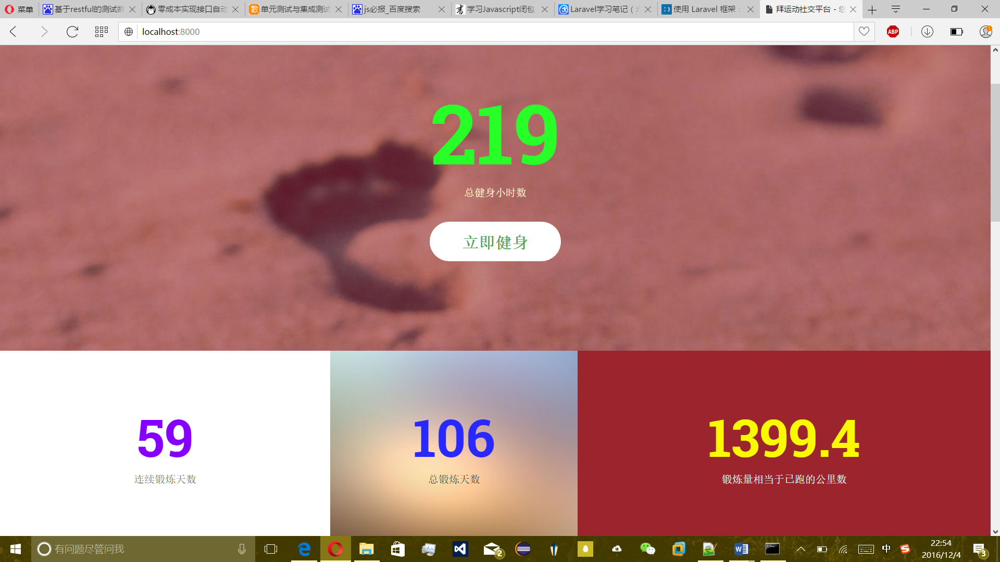 菜单
基于restful的测试数
零成本实现接口自动
单元测试与集成测试
js必报_百度搜索
学习Javascript闭包
Laravel学习笔记（
使用 Laravel 框架：
拜运动社交平台 -
localhost:8000
ABP
219
总健身小时数
立即健身
59
连续锻炼天数
106
总锻炼天数
1399.4
锻炼量相当于已跑的公里数
有问题尽管问我
2
中
22:54
2016/12/4
3